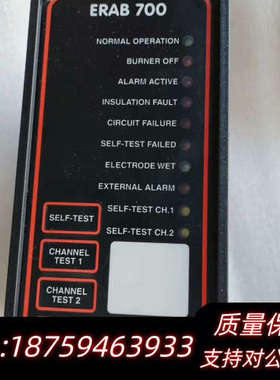 ERAB 700
NORMAL OPERATION
BURNER OFF
ALARM ACTIVE
INSULATION FAULT
CIRCUIT FAILURE
SELF-TEST FAILED
ELECTRODE WET
EXTERNAL ALARM
SELF-TEST
SELF-TEST CH.1
SELF-TEST CH.2
CHANNEL
TEST 1
CHANNEL
TEST 2
质量保
:18759463933
支持对公